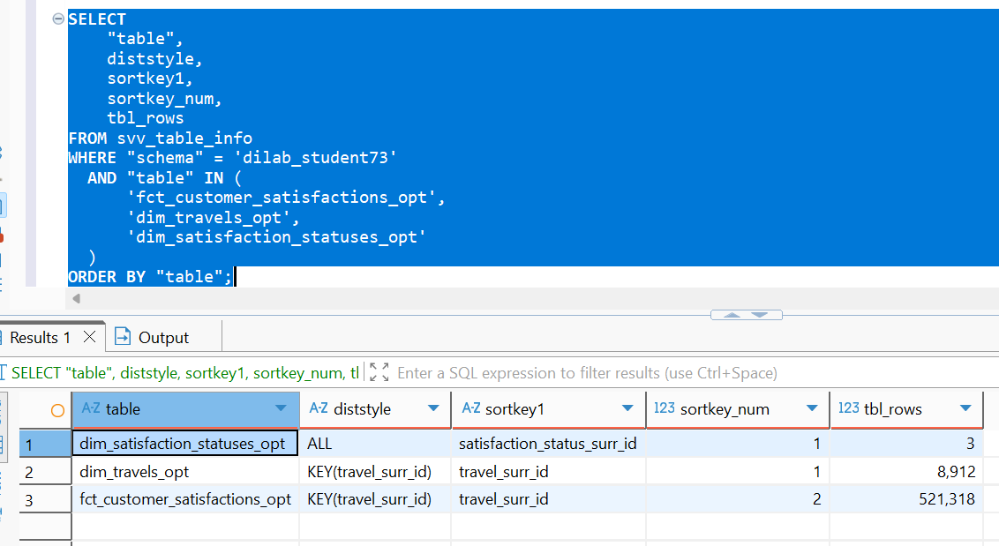 SELECT
"table",
diststyle,
sortkey1,
sortkey_num,
tbl_rows
FROM svv_table_info
WHERE "schema" = 'dilab_student73'
AND "table" IN (
'fct_customer_satisfactions_opt',
'dim_travels_opt',
'dim_satisfaction_statuses_opt'
)
ORDER BY "table";
Results 1 Output
SELECT "table", diststyle, sortkey1, sortkey_num, tl Enter a SQL expression to filter results (use Ctrl+Space)
A-Z table A-Z diststyle A-Z sortkey1 123 sortkey_num 123 tbl_rows
1 dim_satisfaction_statuses_opt ALL satisfaction_status_surr_id 1 3
2 dim_travels_opt KEY(travel_surr_id) travel_surr_id 1 8,912
3 fct_customer_satisfactions_opt KEY(travel_surr_id) travel_surr_id 2 521,318